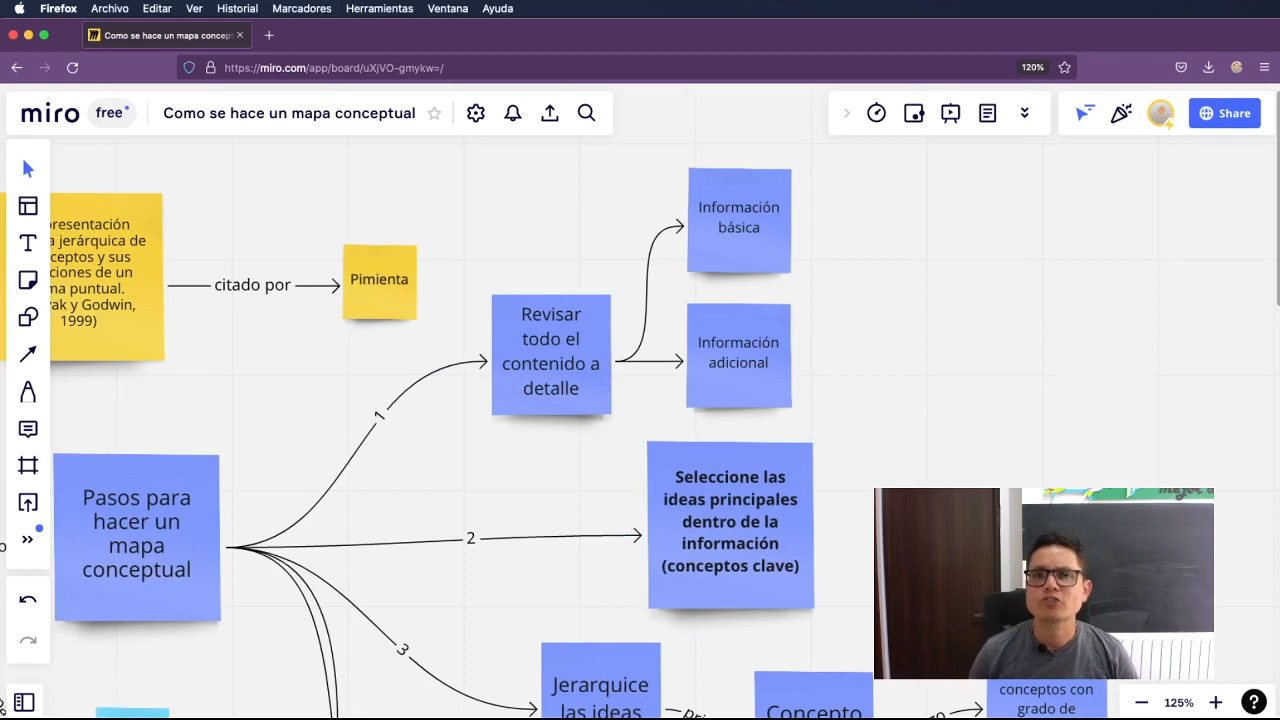 Firefox Archivo Editar Ver Historial Marcadores Herramientas Ventana Ayuda
Como se hace un mapa concept
https://miro.com/app/board/uXjVO-gmykw=/
120%
miro
free
Como se hace un mapa conceptual
Share
presentación
a jerárquica de
ceptos y sus
ciones de un
ma puntual.
ak y Godwin,
1999)
citado por
Pimienta
Revisar
todo el
contenido a
detalle
Información
básica
Información
adicional
1
Pasos para
hacer un
mapa
conceptual
2
Seleccione las
ideas principales
dentro de la
información
(conceptos clave)
3
Jerarquice
las ideas
Concepto
conceptos con
grado de
125%
?